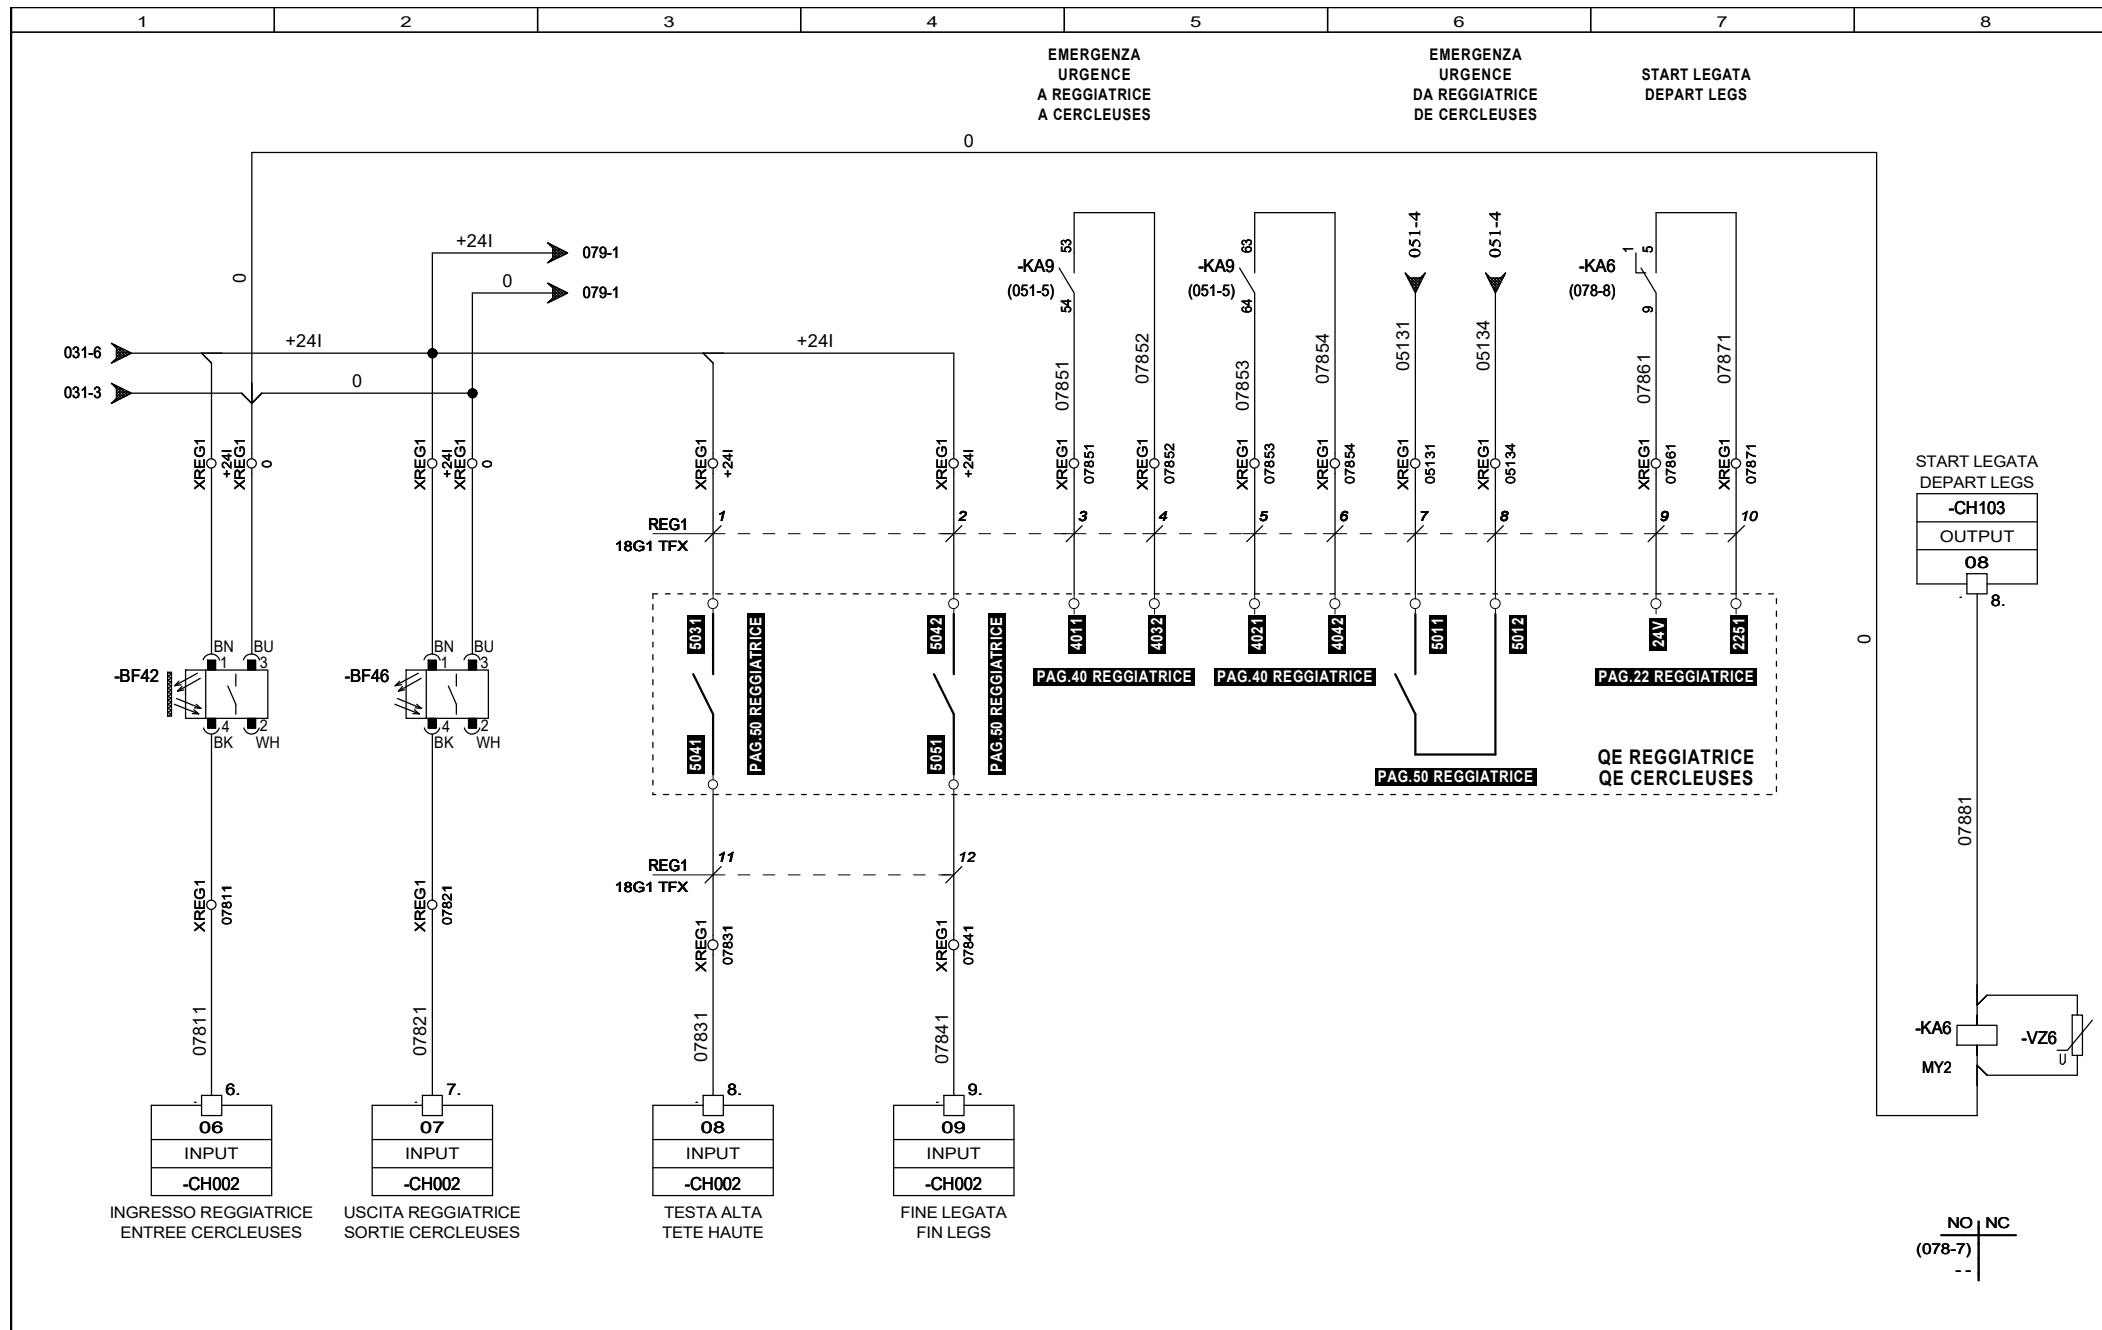 1 2 3 4 5 6 7 8
EMERGENZA
URGENCE
A REGGIATRICE
A CERCLEUSES
EMERGENZA
URGENCE
DA REGGIATRICE
DE CERCLEUSES
START LEGATA
DEPART LEGS
0
+24I
079-1
0
079-1
0
031-6
+24I
+24I
031-3
0
-KA9
(051-5)
53
54
-KA9
(051-5)
63
64
051-4
051-4
-KA6
(078-8)
1
5
9
07851
07852
07853
07854
05131
05134
07861
07871
XREG1
+24I
XREG1
0
XREG1
+24I
XREG1
0
XREG1
+24I
XREG1
+24I
XREG1
07851
XREG1
07852
XREG1
07853
XREG1
07854
XREG1
05131
XREG1
05134
XREG1
07861
XREG1
07871
REG1
18G1 TFX
1 2 3 4 5 6 7 8 9 10
START LEGATA
DEPART LEGS
-CH103
OUTPUT
08
8.
5031
5041
PAG.50 REGGIATRICE
5042
5051
PAG.50 REGGIATRICE
4011
4032
PAG.40 REGGIATRICE
4021
4042
PAG.40 REGGIATRICE
5011
5012
PAG.50 REGGIATRICE
24V
2251
PAG.22 REGGIATRICE
QE REGGIATRICE
QE CERCLEUSES
0
-BF42
BN
1
BU
3
4
BK
2
WH
-BF46
BN
1
BU
3
4
BK
2
WH
REG1
18G1 TFX
11 12
XREG1
07811
XREG1
07821
XREG1
07831
XREG1
07841
07811
07821
07831
07841
07881
-KA6
MY2
-VZ6
U
6.
06
INPUT
-CH002
INGRESSO REGGIATRICE
ENTREE CERCLEUSES
7.
07
INPUT
-CH002
USCITA REGGIATRICE
SORTIE CERCLEUSES
8.
08
INPUT
-CH002
TESTA ALTA
TETE HAUTE
9.
09
INPUT
-CH002
FINE LEGATA
FIN LEGS
NO NC
(078-7)
--